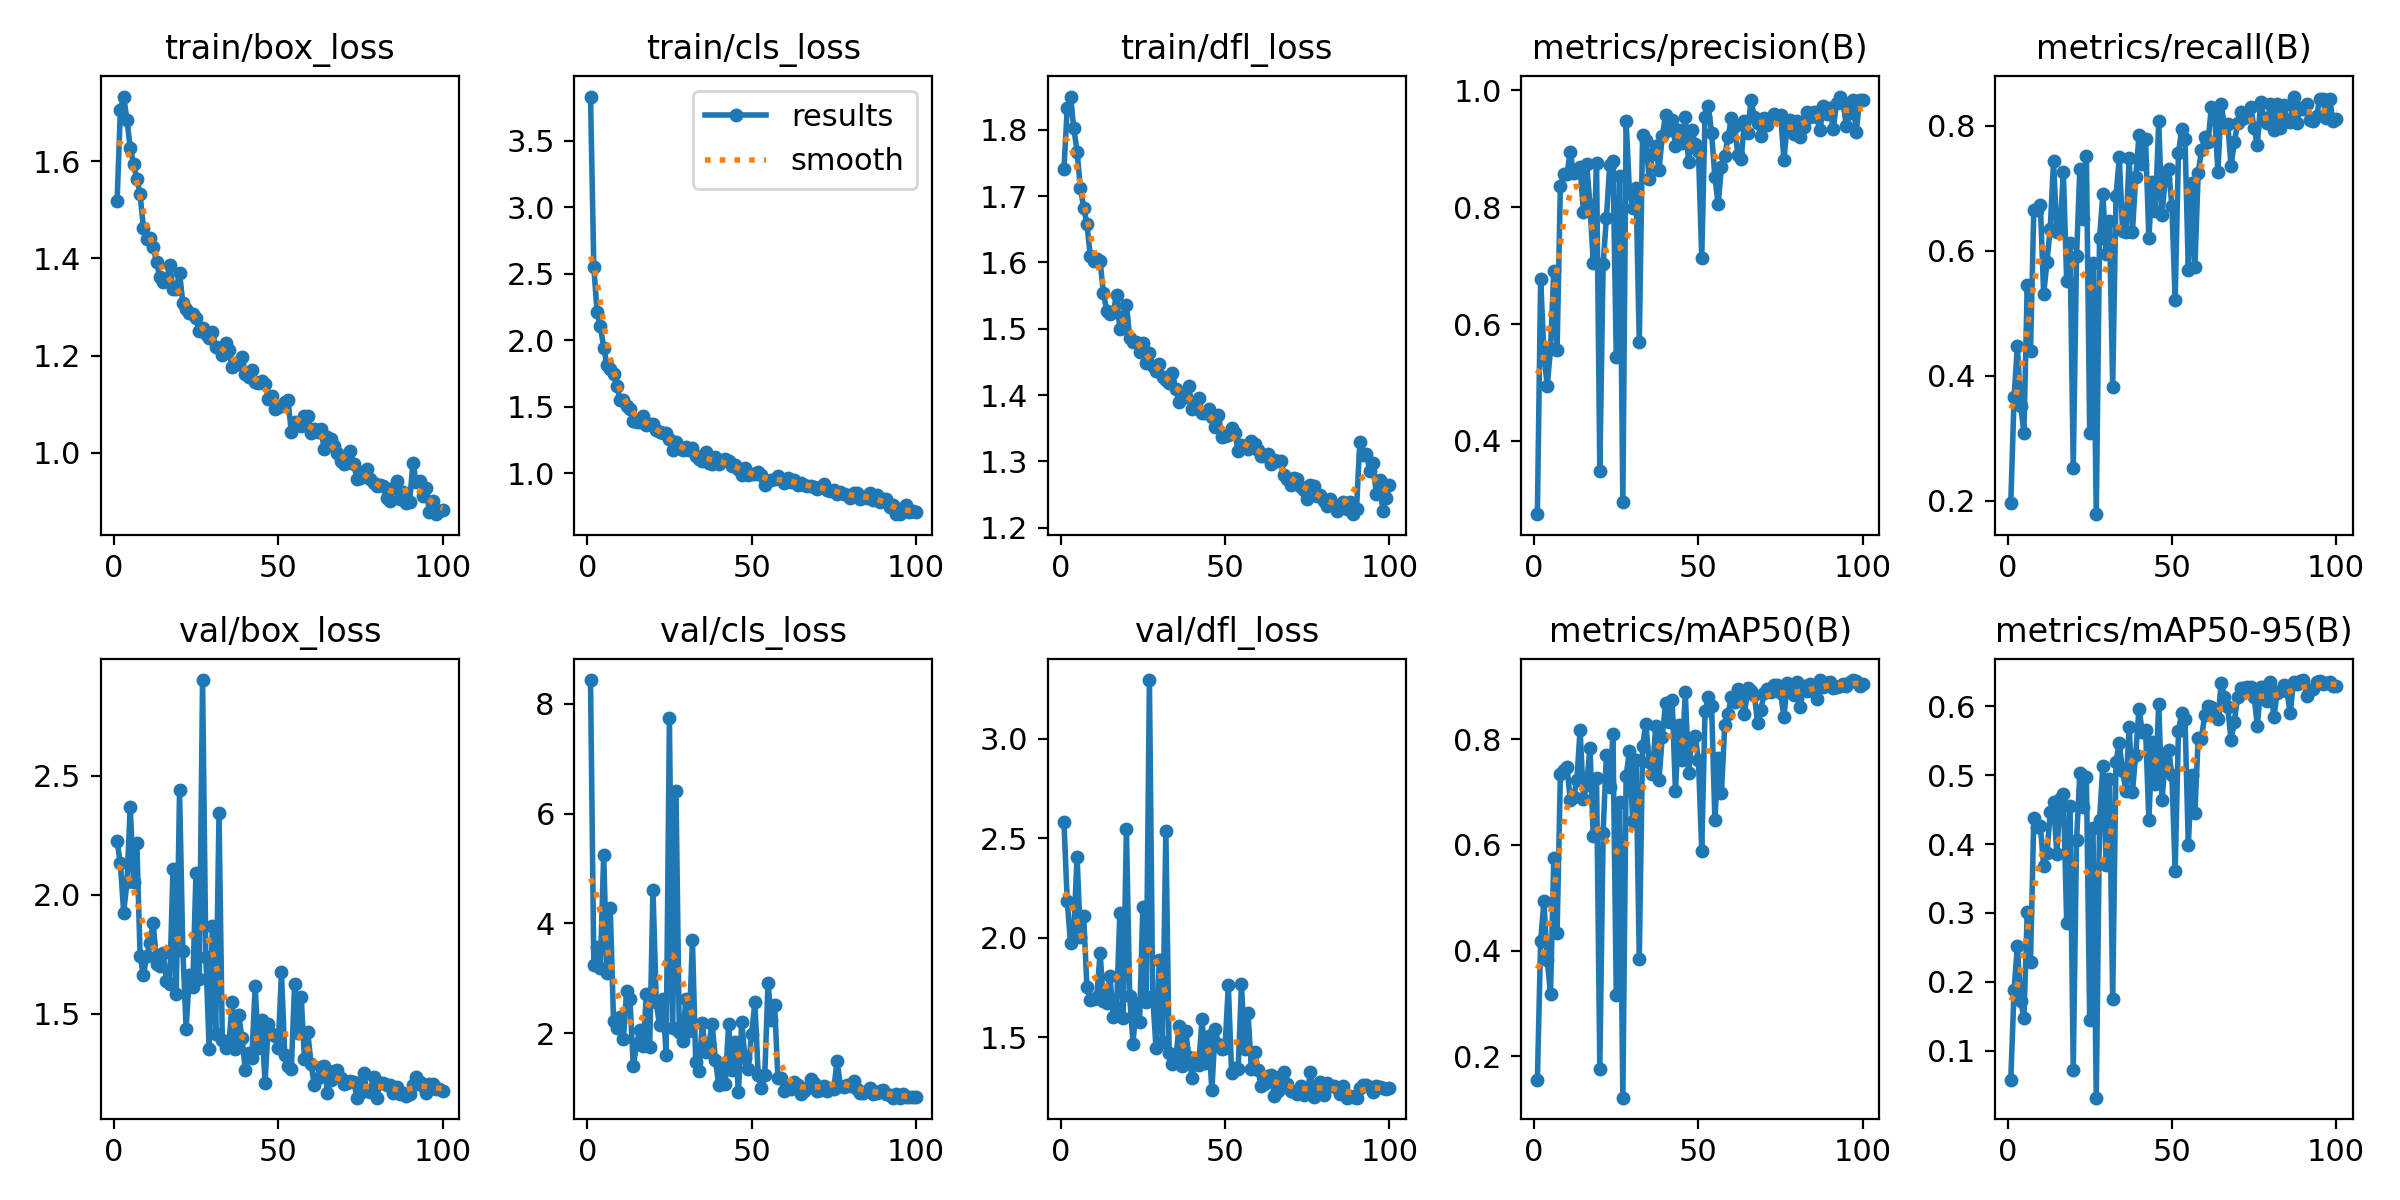 train/box_loss
1.6
1.4
1.2
1.0
0 50 100
train/cls_loss
results
smooth
3.5
3.0
2.5
2.0
1.5
1.0
0 50 100
train/dfl_loss
1.8
1.7
1.6
1.5
1.4
1.3
1.2
0 50 100
metrics/precision(B)
1.0
0.8
0.6
0.4
0 50 100
metrics/recall(B)
0.8
0.6
0.4
0.2
0 50 100
val/box_loss
2.5
2.0
1.5
0 50 100
val/cls_loss
8
6
4
2
0 50 100
val/dfl_loss
3.0
2.5
2.0
1.5
0 50 100
metrics/mAP50(B)
0.8
0.6
0.4
0.2
0 50 100
metrics/mAP50-95(B)
0.6
0.5
0.4
0.3
0.2
0.1
0 50 100